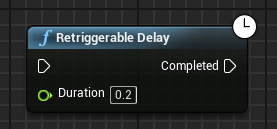 f Retriggerable Delay
Completed
Duration 0.2